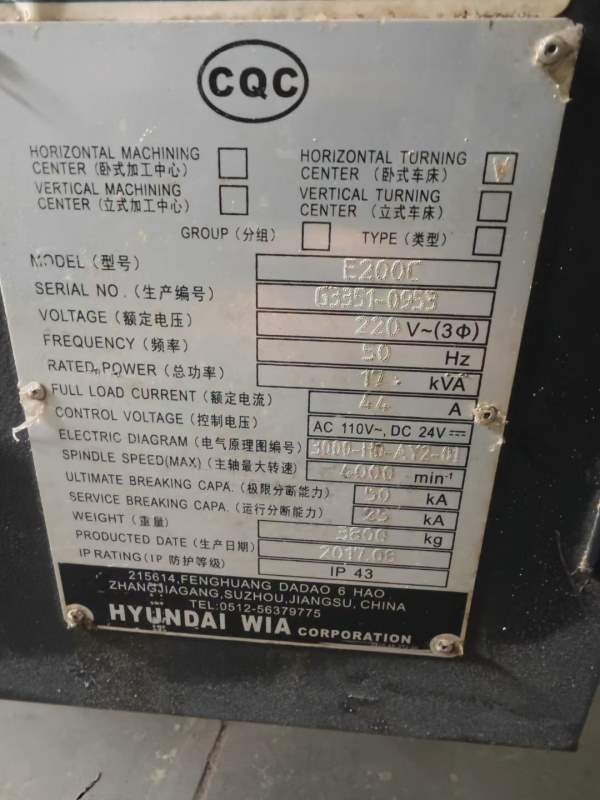 CQC
HORIZONTAL MACHINING CENTER (卧式加工中心)
HORIZONTAL TURNING CENTER (卧式车床) V
VERTICAL MACHINING CENTER (立式加工中心)
VERTICAL TURNING CENTER (立式车床)
GROUP (分组) TYPE (类型)
MODEL (型号) E200C
SERIAL NO. (生产编号) G3351-0953
VOLTAGE (额定电压) 220 V~(3Φ)
FREQUENCY (频率) 50 Hz
RATED POWER (总功率) 17 kVA
FULL LOAD CURRENT (额定电流) 44 A
CONTROL VOLTAGE (控制电压) AC 110V~, DC 24V
ELECTRIC DIAGRAM (电气原理图编号)
SPINDLE SPEED(MAX) (主轴最大转速) 4000 min-1
ULTIMATE BREAKING CAPA. (极限分断能力) 50 kA
SERVICE BREAKING CAPA. (运行分断能力) 25 kA
WEIGHT (重量) kg
PRODUCTED DATE (生产日期)
IP RATING (IP 防护等级) IP 43
215614,FENGHUANG DADAO 6 HAO
ZHANGJIAGANG,SUZHOU,JIANGSU, CHINA
TEL:0512-56379775
HYUNDAI WIA CORPORATION